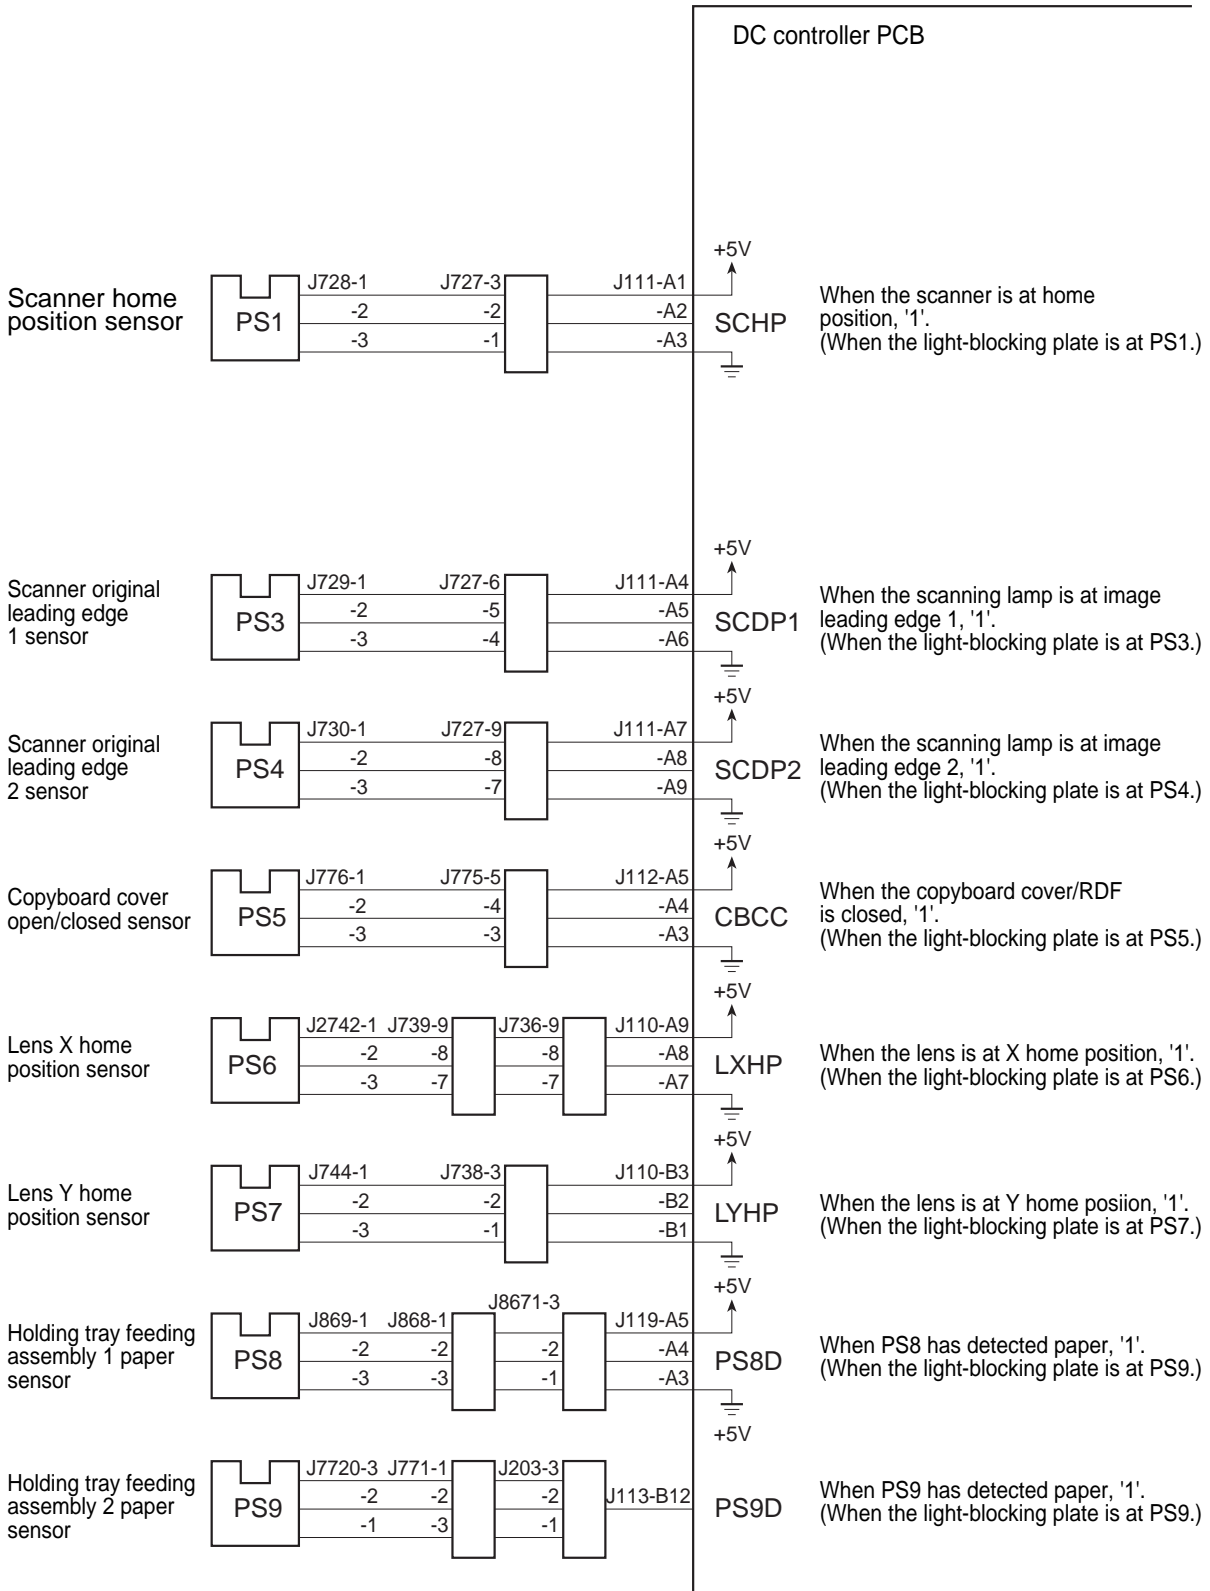 DC controller PCB
+5V
J728-1 J727-3 J111-A1
Scanner home
position sensor
PS1
-2 -2 -A2
-3 -1 -A3
SCHP
When the scanner is at home
position, '1'.
(When the light-blocking plate is at PS1.)
+5V
J729-1 J727-6 J111-A4
Scanner original
leading edge
1 sensor
PS3
-2 -5 -A5
-3 -4 -A6
SCDP1
When the scanning lamp is at image
leading edge 1, '1'.
(When the light-blocking plate is at PS3.)
+5V
J730-1 J727-9 J111-A7
Scanner original
leading edge
2 sensor
PS4
-2 -8 -A8
-3 -7 -A9
SCDP2
When the scanning lamp is at image
leading edge 2, '1'.
(When the light-blocking plate is at PS4.)
+5V
J776-1 J775-5 J112-A5
Copyboard cover
open/closed sensor
PS5
-2 -4 -A4
-3 -3 -A3
CBCC
When the copyboard cover/RDF
is closed, '1'.
(When the light-blocking plate is at PS5.)
+5V
J2742-1 J739-9 J736-9 J110-A9
Lens X home
position sensor
PS6
-2 -8 -8 -A8
-3 -7 -7 -A7
LXHP
When the lens is at X home position, '1'.
(When the light-blocking plate is at PS6.)
+5V
J744-1 J738-3 J110-B3
Lens Y home
position sensor
PS7
-2 -2 -B2
-3 -1 -B1
LYHP
When the lens is at Y home posiion, '1'.
(When the light-blocking plate is at PS7.)
+5V
J8671-3
J869-1 J868-1 J119-A5
Holding tray feeding
assembly 1 paper
sensor
PS8
-2 -2 -2 -A4
-3 -3 -1 -A3
PS8D
When PS8 has detected paper, '1'.
(When the light-blocking plate is at PS9.)
+5V
J7720-3 J771-1 J203-3
Holding tray feeding
assembly 2 paper
sensor
PS9
-2 -2 -2 J113-B12
-1 -3 -1
PS9D
When PS9 has detected paper, '1'.
(When the light-blocking plate is at PS9.)